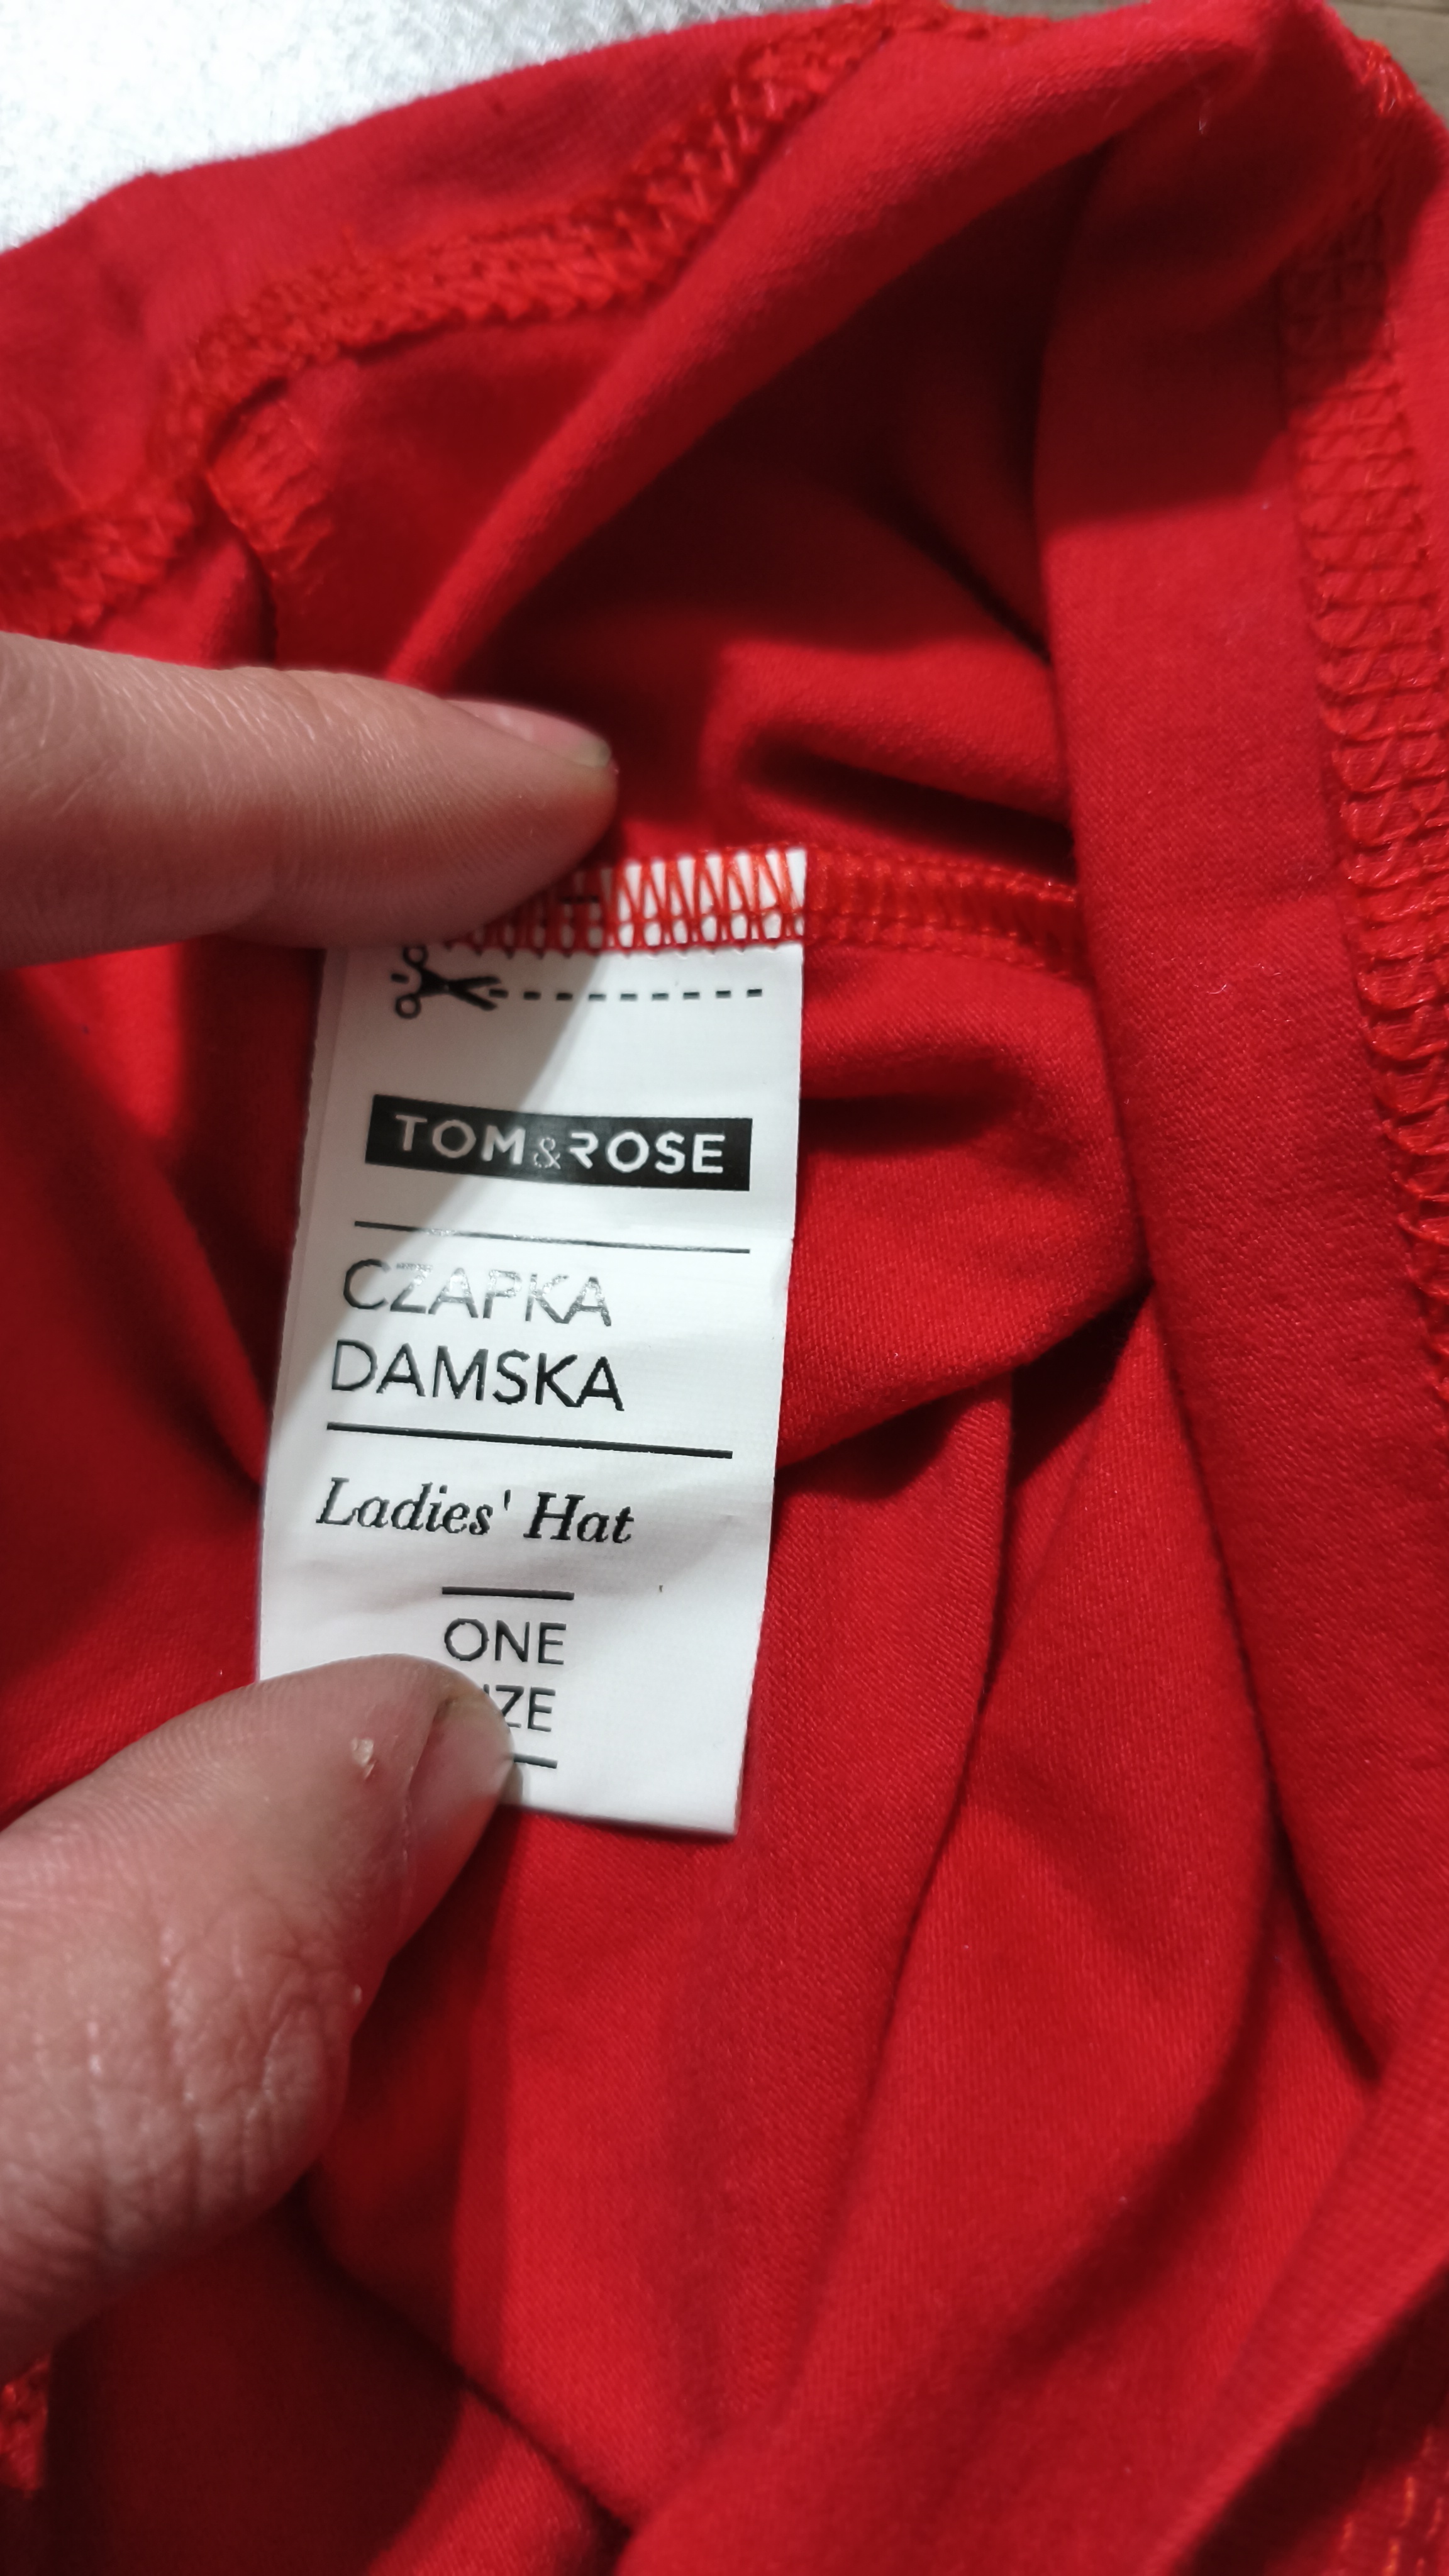 TOM&ROSE
CZAPKA
DAMSKA
Ladies' Hat
ONE